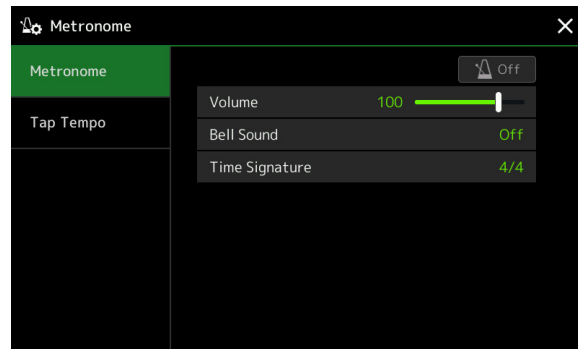 Metronome
Metronome
Off
Volume 100
Tap Tempo
Bell Sound Off
Time Signature 4/4